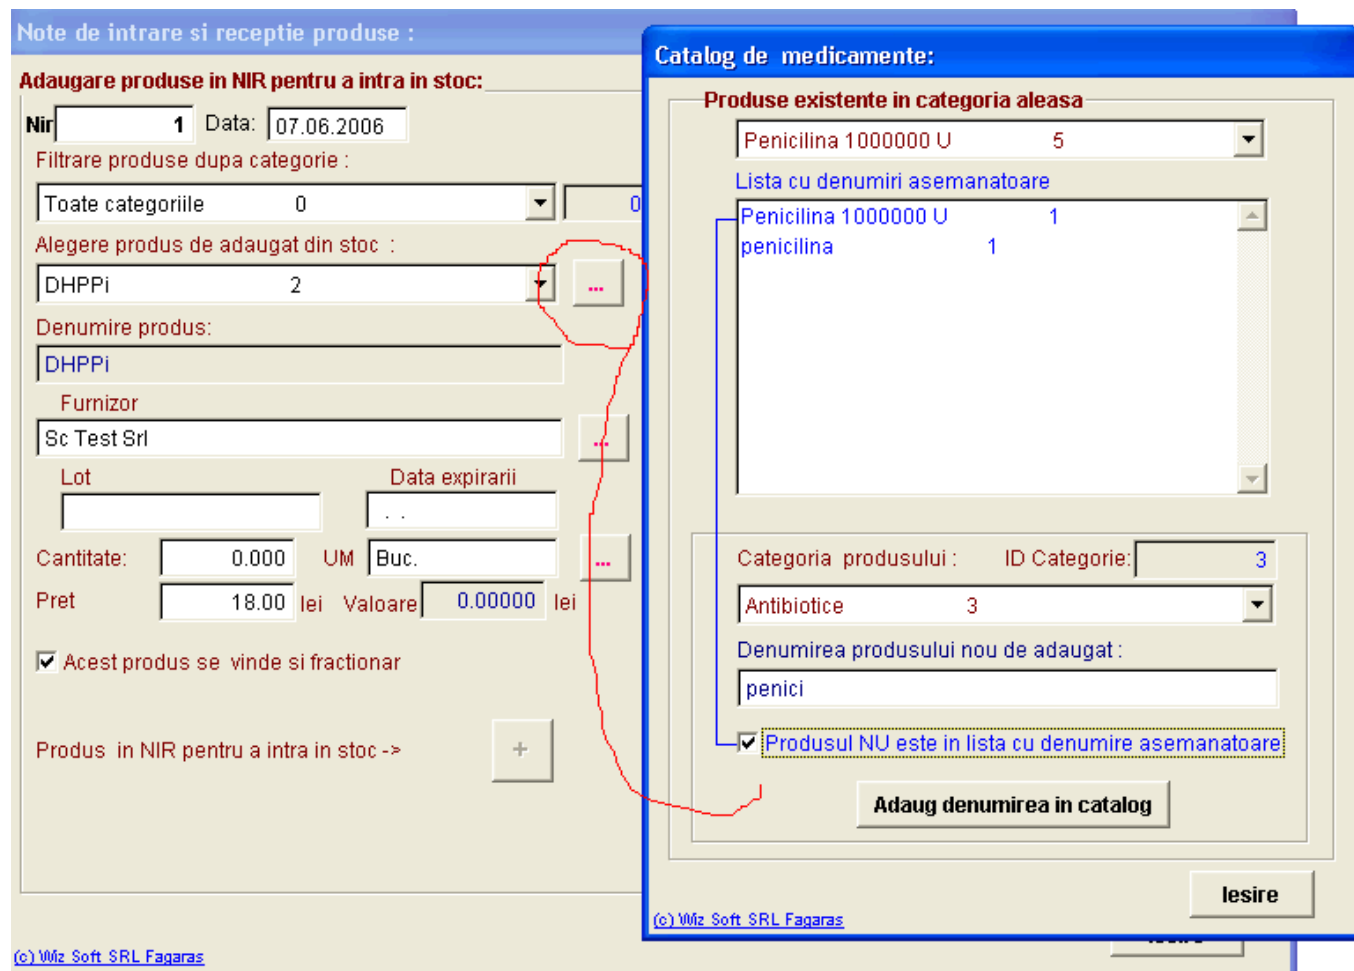 Note de intrare si receptie produse :
Adaugare produse in NIR pentru a intra in stoc:
Nir 1 Data: 07.06.2006
Filtrare produse dupa categorie :
Toate categoriile 0 0
Alegere produs de adaugat din stoc :
DHPPi 2 ...
Denumire produs:
DHPPi
Furnizor
Sc Test Srl ...
Lot Data expirarii
. .
Cantitate: 0.000 UM Buc. ...
Pret 18.00 lei Valoare 0.00000 lei
Acest produs se vinde si fractionar
Produs in NIR pentru a intra in stoc -> +
(c) Wiz Soft SRL Fagaras
Catalog de medicamente:
Produse existente in categoria aleasa
Penicilina 1000000 U 5
Lista cu denumiri asemanatoare
Penicilina 1000000 U 1
penicilina 1
Categoria produsului : ID Categorie: 3
Antibiotice 3
Denumirea produsului nou de adaugat :
penici
Produsul NU este in lista cu denumire asemanatoare
Adaug denumirea in catalog
Iesire
(c) Wiz Soft SRL Fagaras